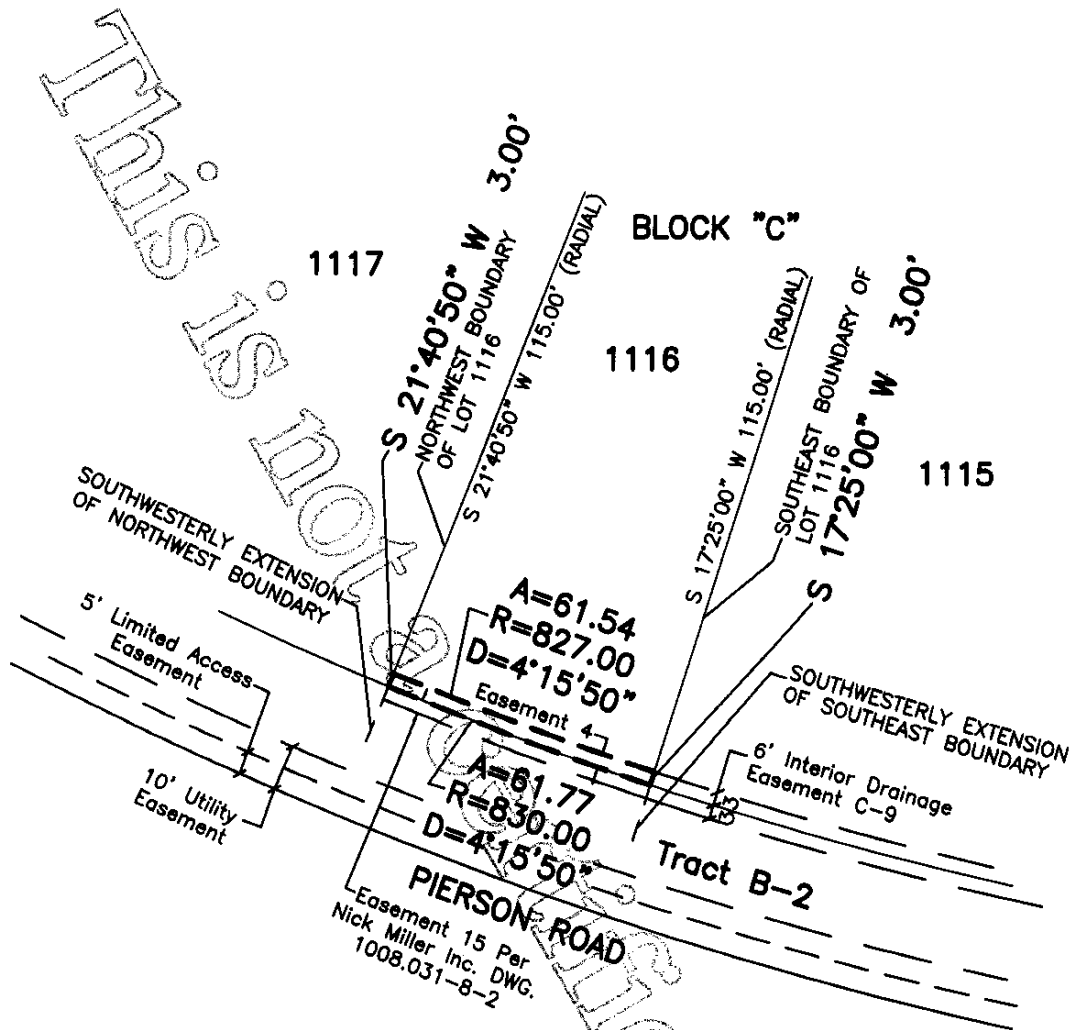 This is not a Certifie
1117
S 21°40'50" W 3.00'
NORTHWEST BOUNDARY
OF LOT 1116
S 21°40'50" W 115.00' (RADIAL)
BLOCK "C"
1116
S 17°25'00" W 115.00' (RADIAL)
SOUTHEAST BOUNDARY OF
LOT 1116
S 17°25'00" W 3.00'
1115
SOUTHWESTERLY EXTENSION
OF NORTHWEST BOUNDARY
5' Limited Access
Easement
10' Utility
Easement
A=61.54
R=827.00
D=4°15'50"
Easement 4
A=61.77
R=830.00
D=4°15'50"
SOUTHWESTERLY EXTENSION
OF SOUTHEAST BOUNDARY
6' Interior Drainage
Easement C-9
33
Tract B-2
PIERSON ROAD
Easement 15 Per
Nick Miller Inc. DWG.
1008.031-8-2